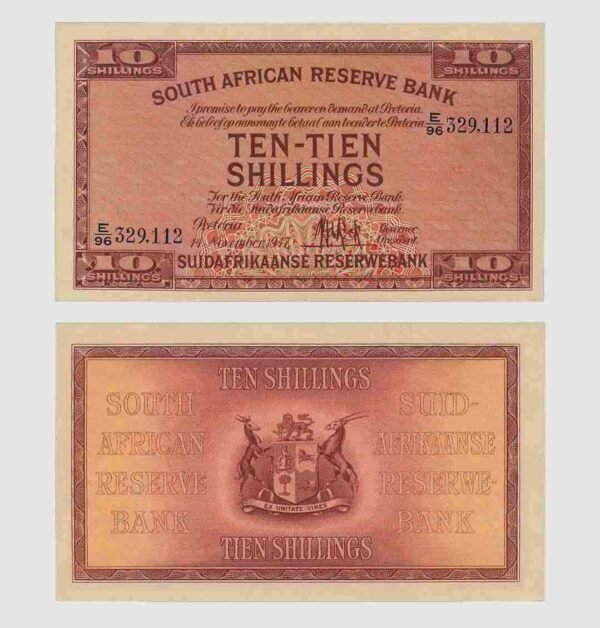 10 10
SHILLINGS SHILLINGS
SOUTH AFRICAN RESERVE BANK
I promise to pay the bearer on demand at Pretoria.
Ek beloof op aanvraag te betaal aan toonder te Pretoria
E/96 329,112
TEN-TIEN
SHILLINGS
For the South African Reserve Bank.
Vir die Suidafrikaanse Reserwebank.
Pretoria Governor
E/96 329,112
14 November 1947. President.
10 10
SHILLINGS SHILLINGS
SUIDAFRIKAANSE RESERWEBANK
TEN SHILLINGS
SOUTH SUID-
AFRICAN AFRIKAANSE
RESERVE RESERWE-
BANK BANK
EX UNITATE VIRES
TIEN SHILLINGS